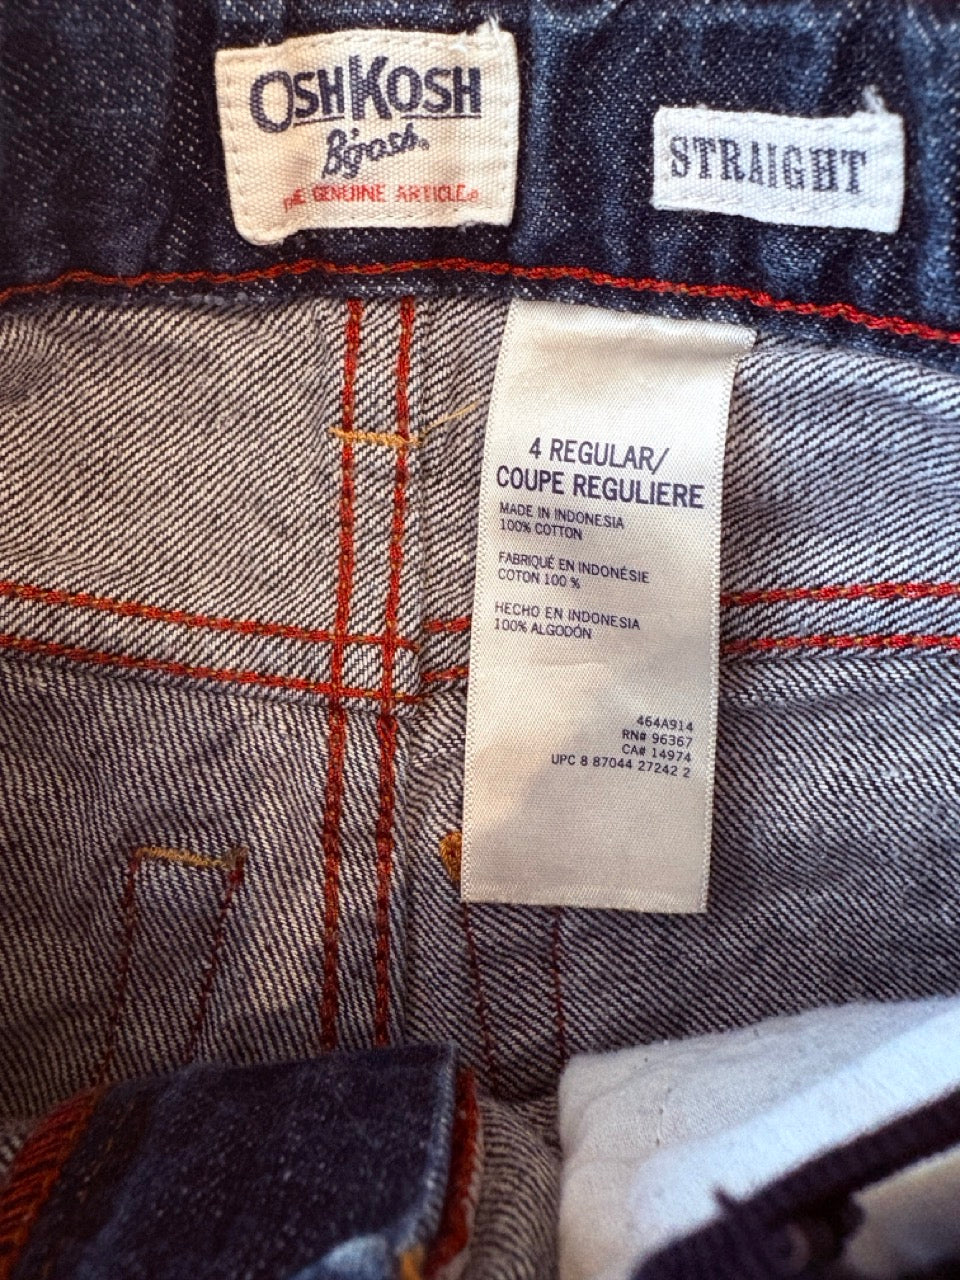 OSHKOSH
B'gosh®
THE GENUINE ARTICLE®
STRAIGHT
4 REGULAR/
COUPE REGULIERE
MADE IN INDONESIA
100% COTTON
FABRIQUÉ EN INDONÉSIE
COTON 100 %
HECHO EN INDONESIA
100% ALGODÓN
464A914
RN# 96367
CA# 14974
UPC 8 87044 27242 2